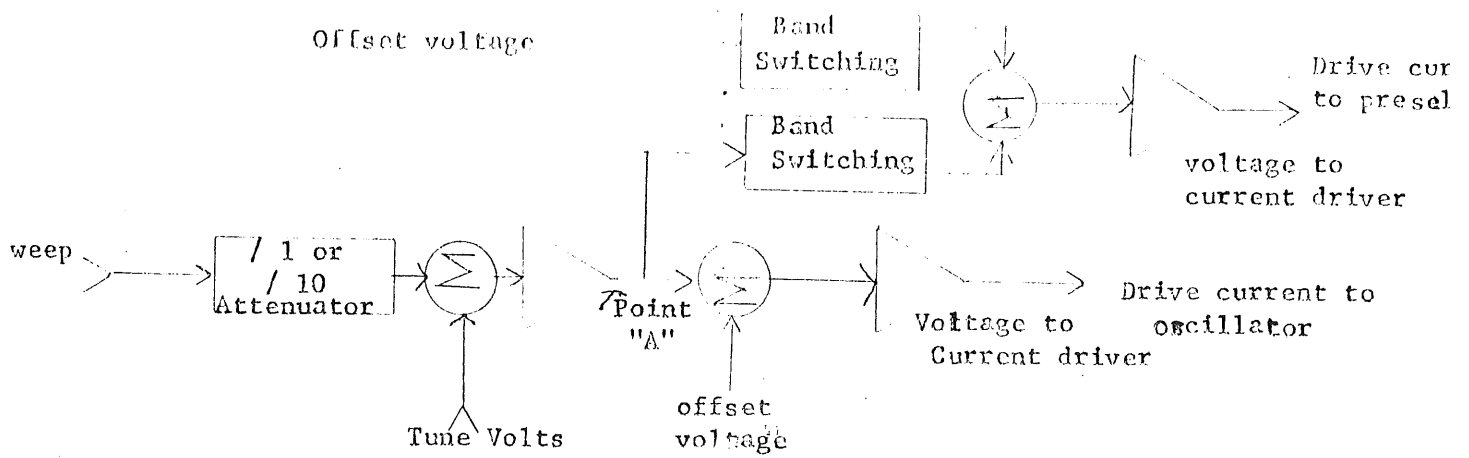 Offset voltage
Band
Switching
Drive cur
to presel
Band
Switching
voltage to
current driver
weep
/ 1 or
/ 10
Attenuator
Σ
Σ
Σ
Point
"A"
Voltage to
Current driver
Drive current to
oscillator
offset
voltage
Tune Volts